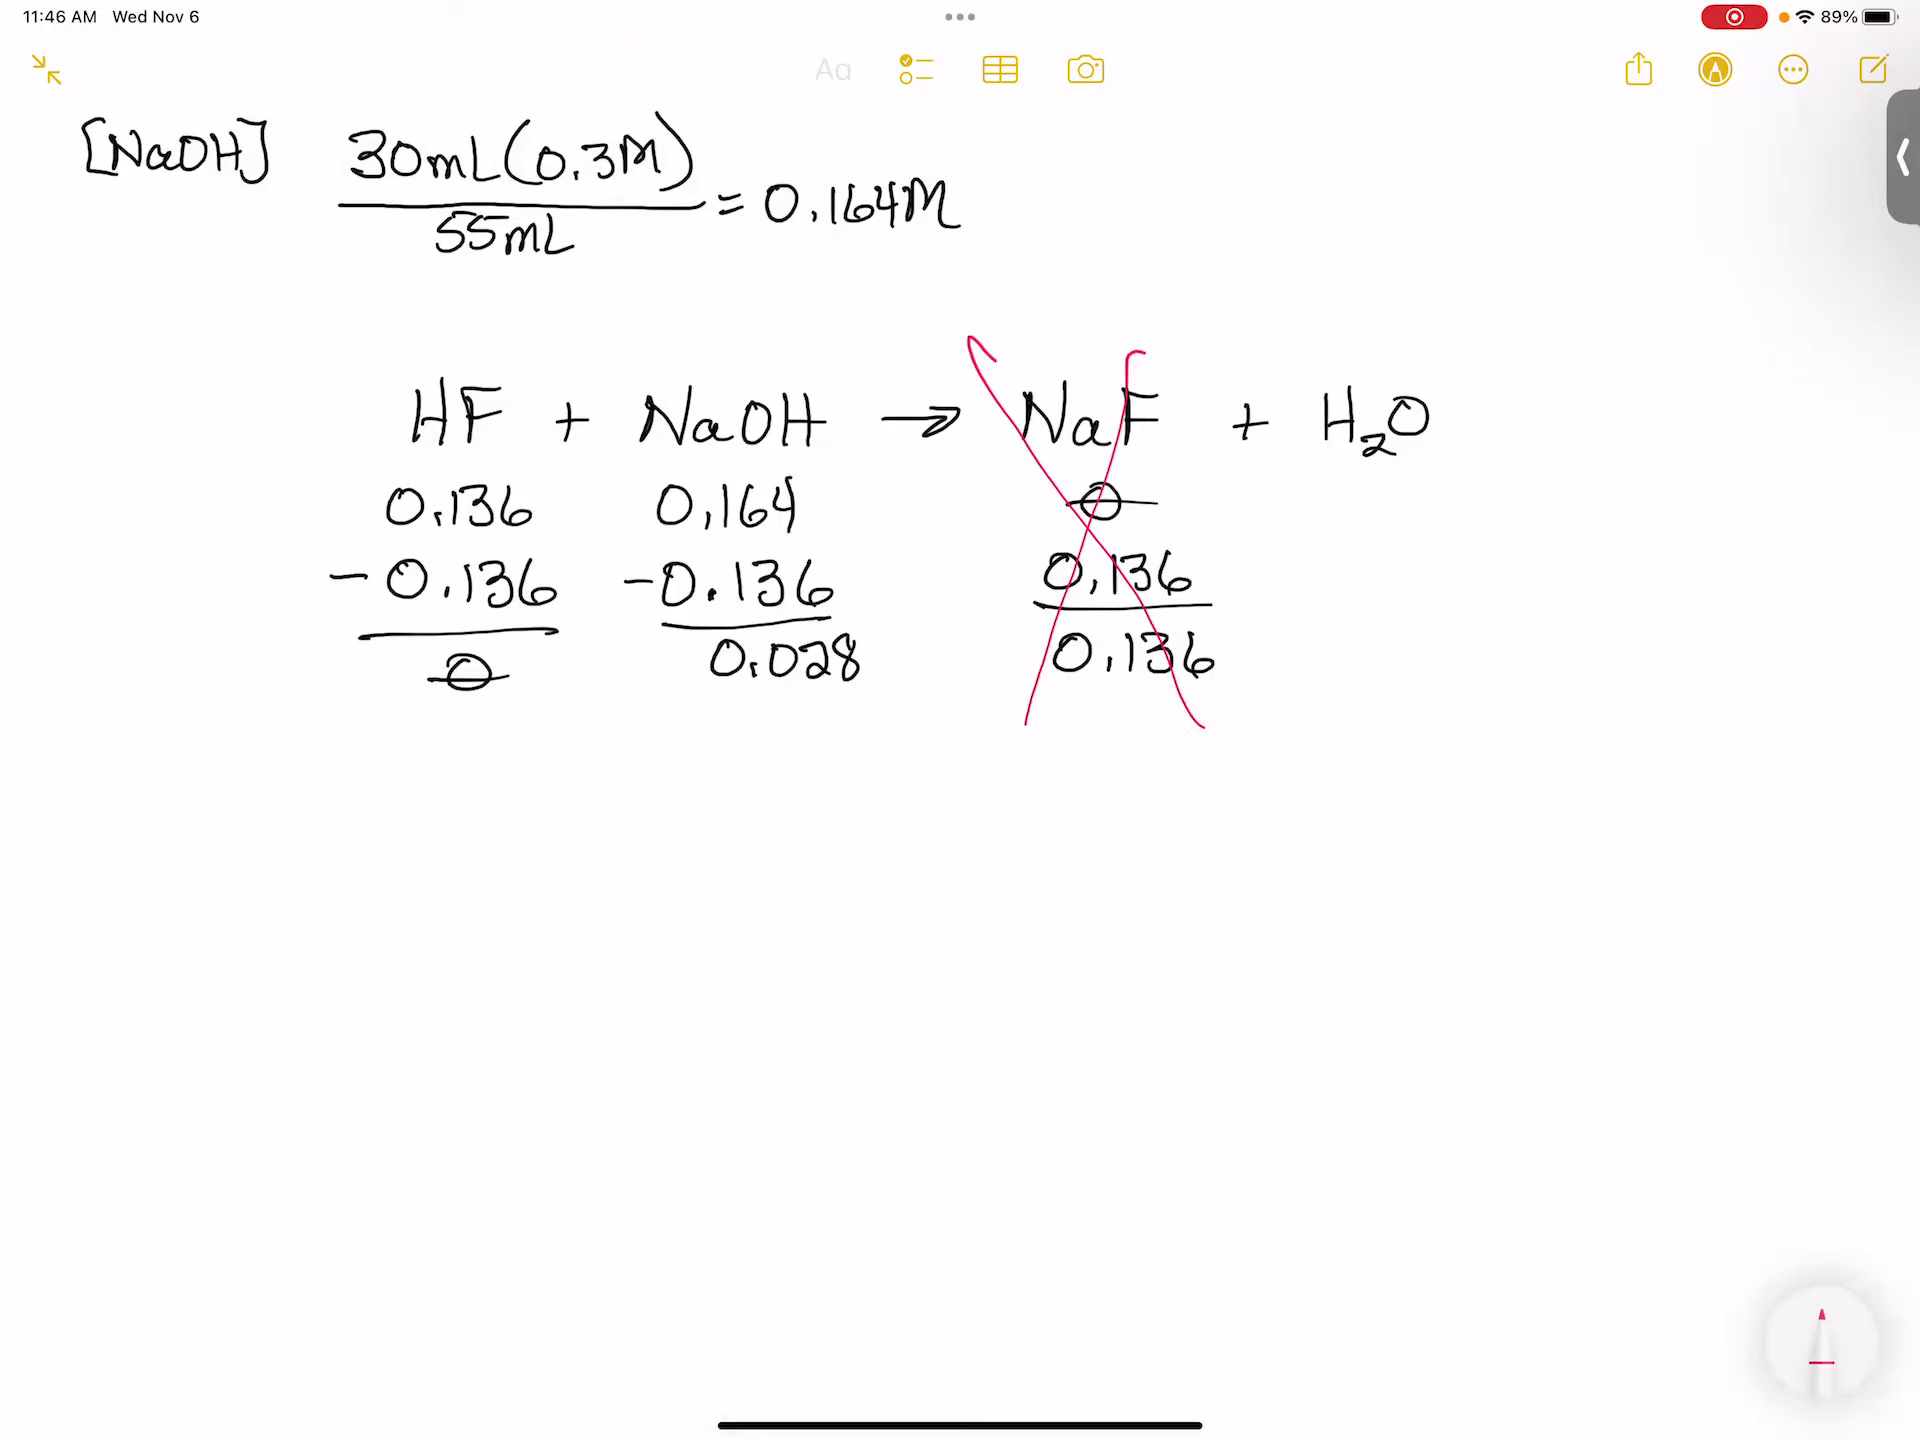 11:46 AM Wed Nov 6 89%
Aa
[NaOH] 30mL(0.3M)
= 0.164M
55mL
HF + NaOH → NaF + H₂O
0.136 0.164 0
-0.136 -0.136 0.136
0 0.028 0.136